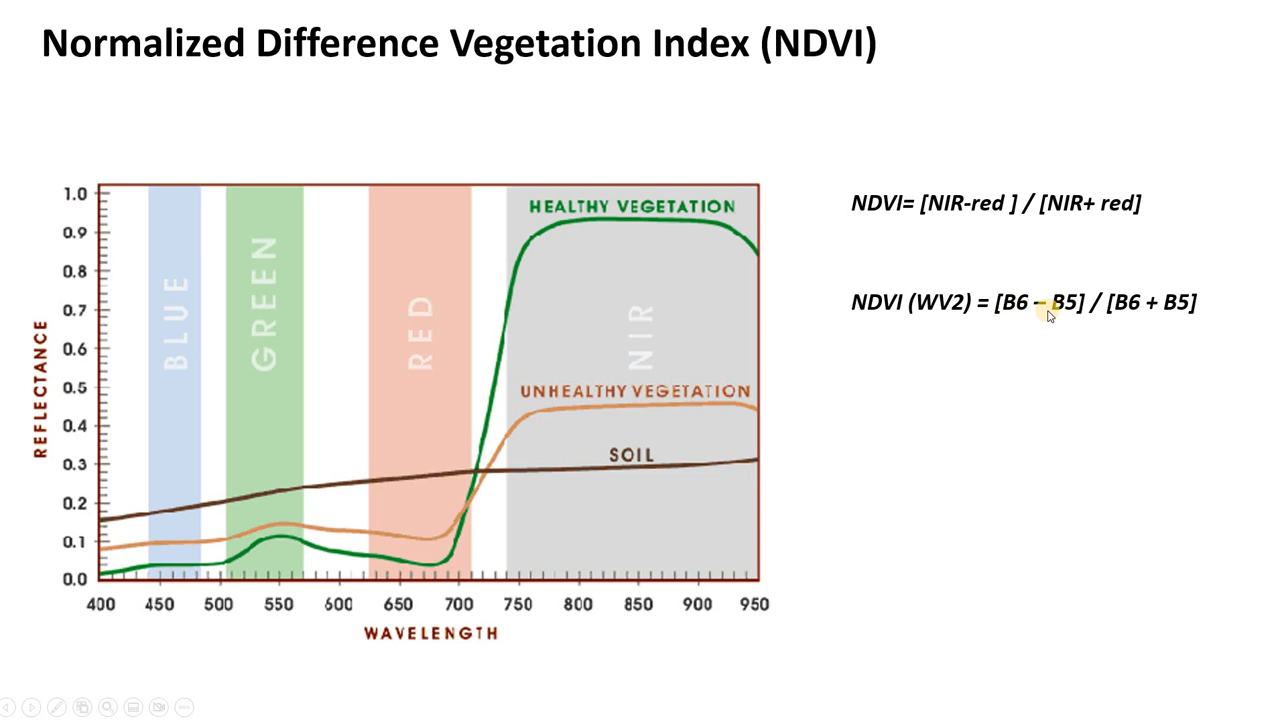 Normalized Difference Vegetation Index (NDVI)
NDVI= [NIR-red ] / [NIR+ red]
NDVI (WV2) = [B6 – B5] / [B6 + B5]
REFLECTANCE
1.0
0.9
0.8
0.7
0.6
0.5
0.4
0.3
0.2
0.1
0.0
BLUE
GREEN
RED
NIR
HEALTHY VEGETATION
UNHEALTHY VEGETATION
SOIL
400 450 500 550 600 650 700 750 800 850 900 950
WAVELENGTH